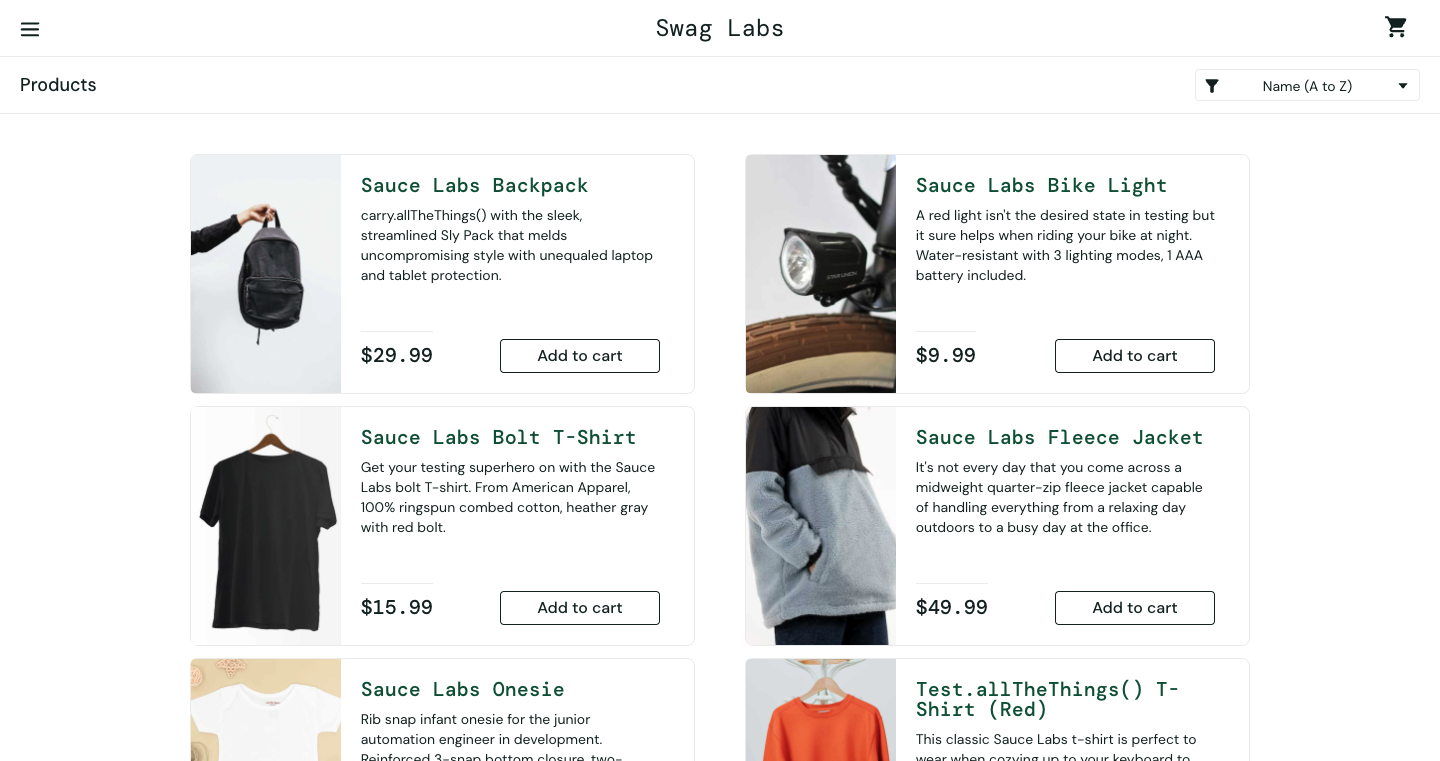 Swag Labs
Products
Name (A to Z)
Sauce Labs Backpack
carry.allTheThings() with the sleek,
streamlined Sly Pack that melds
uncompromising style with unequaled laptop
and tablet protection.
$29.99
Add to cart
Sauce Labs Bike Light
A red light isn't the desired state in testing but
it sure helps when riding your bike at night.
Water-resistant with 3 lighting modes, 1 AAA
battery included.
$9.99
Add to cart
Sauce Labs Bolt T-Shirt
Get your testing superhero on with the Sauce
Labs bolt T-shirt. From American Apparel,
100% ringspun combed cotton, heather gray
with red bolt.
$15.99
Add to cart
Sauce Labs Fleece Jacket
It's not every day that you come across a
midweight quarter-zip fleece jacket capable
of handling everything from a relaxing day
outdoors to a busy day at the office.
$49.99
Add to cart
Sauce Labs Onesie
Rib snap infant onesie for the junior
automation engineer in development.
Reinforced 3-snap bottom closure, two-
Test.allTheThings() T-
Shirt (Red)
This classic Sauce Labs t-shirt is perfect to
wear when cozying up to your keyboard to